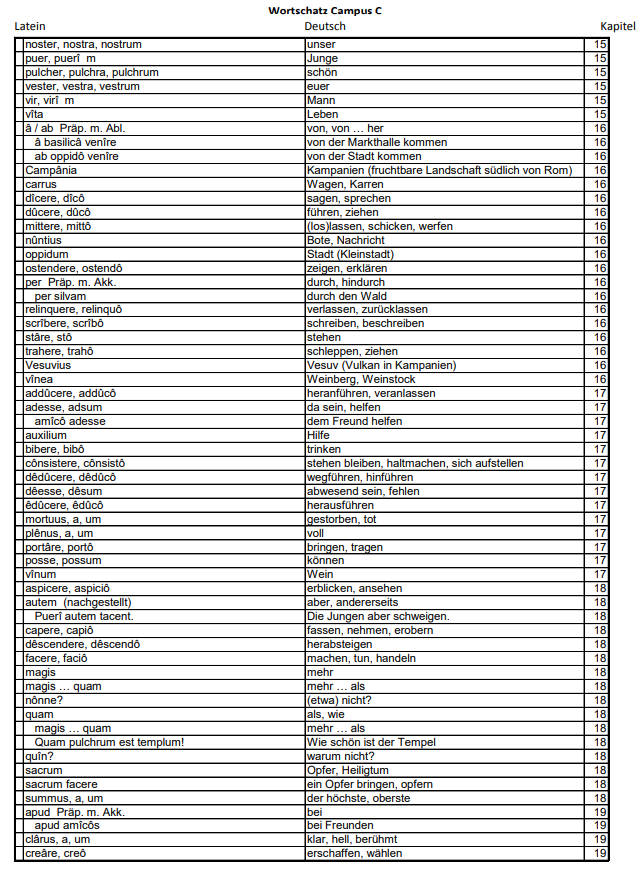 Wortschatz Campus C
Latein Deutsch Kapitel
noster, nostra, nostrum unser 15
puer, puerî m Junge 15
pulcher, pulchra, pulchrum schön 15
vester, vestra, vestrum euer 15
vir, virî m Mann 15
vîta Leben 15
â / ab Präp. m. Abl. von, von … her 16
â basilicâ venîre von der Markthalle kommen 16
ab oppidô venîre von der Stadt kommen 16
Campânia Kampanien (fruchtbare Landschaft südlich von Rom) 16
carrus Wagen, Karren 16
dîcere, dîcô sagen, sprechen 16
dûcere, dûcô führen, ziehen 16
mittere, mittô (los)lassen, schicken, werfen 16
nûntius Bote, Nachricht 16
oppidum Stadt (Kleinstadt) 16
ostendere, ostendô zeigen, erklären 16
per Präp. m. Akk. durch, hindurch 16
per silvam durch den Wald 16
relinquere, relinquô verlassen, zurücklassen 16
scrîbere, scrîbô schreiben, beschreiben 16
stâre, stô stehen 16
trahere, trahô schleppen, ziehen 16
Vesuvius Vesuv (Vulkan in Kampanien) 16
vînea Weinberg, Weinstock 16
addûcere, addûcô heranführen, veranlassen 17
adesse, adsum da sein, helfen 17
amîcô adesse dem Freund helfen 17
auxilium Hilfe 17
bibere, bibô trinken 17
cônsistere, cônsistô stehen bleiben, haltmachen, sich aufstellen 17
dêdûcere, dêdûcô wegführen, hinführen 17
dêesse, dêsum abwesend sein, fehlen 17
êdûcere, êdûcô herausführen 17
mortuus, a, um gestorben, tot 17
plênus, a, um voll 17
portâre, portô bringen, tragen 17
posse, possum können 17
vînum Wein 17
aspicere, aspiciô erblicken, ansehen 18
autem (nachgestellt) aber, andererseits 18
Puerî autem tacent. Die Jungen aber schweigen. 18
capere, capiô fassen, nehmen, erobern 18
dêscendere, dêscendô herabsteigen 18
facere, faciô machen, tun, handeln 18
magis mehr 18
magis … quam mehr … als 18
nônne? (etwa) nicht? 18
quam als, wie 18
magis … quam mehr … als 18
Quam pulchrum est templum! Wie schön ist der Tempel 18
quîn? warum nicht? 18
sacrum Opfer, Heiligtum 18
sacrum facere ein Opfer bringen, opfern 18
summus, a, um der höchste, oberste 18
apud Präp. m. Akk. bei 19
apud amîcôs bei Freunden 19
clârus, a, um klar, hell, berühmt 19
creâre, creô erschaffen, wählen 19